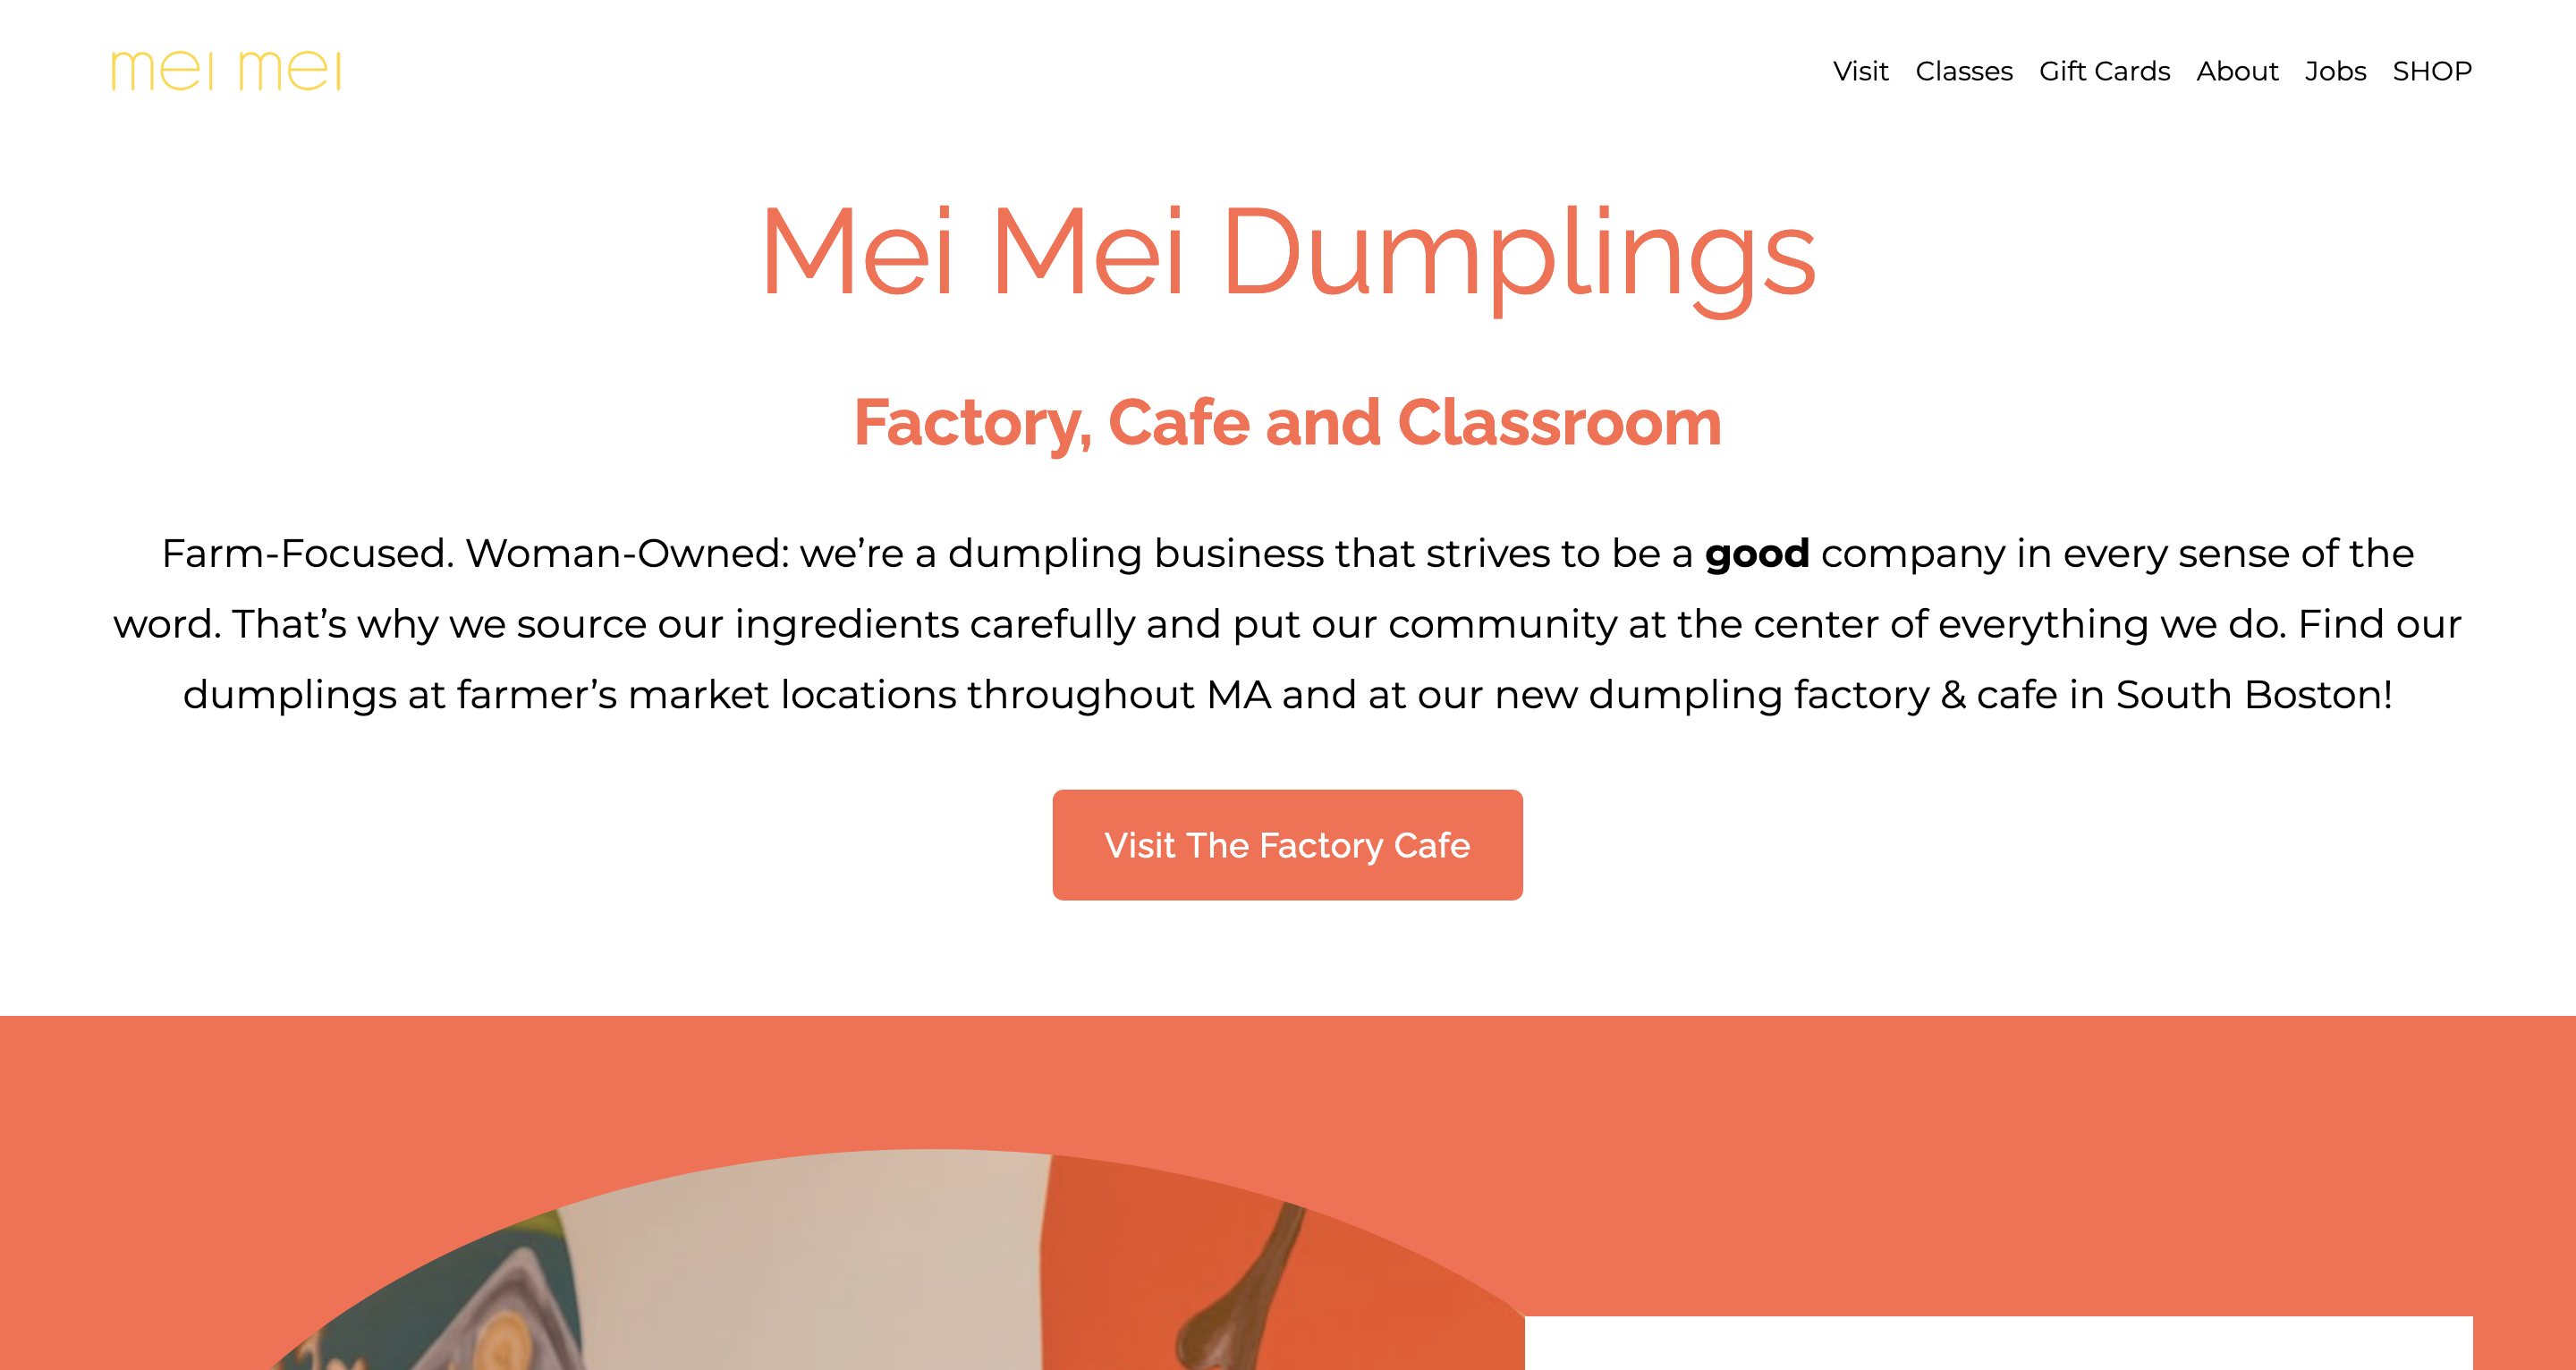 mei mei
Visit Classes Gift Cards About Jobs SHOP
Mei Mei Dumplings
Factory, Cafe and Classroom
Farm-Focused. Woman-Owned: we’re a dumpling business that strives to be a good company in every sense of the
word. That’s why we source our ingredients carefully and put our community at the center of everything we do. Find our
dumplings at farmer’s market locations throughout MA and at our new dumpling factory & cafe in South Boston!
Visit The Factory Cafe